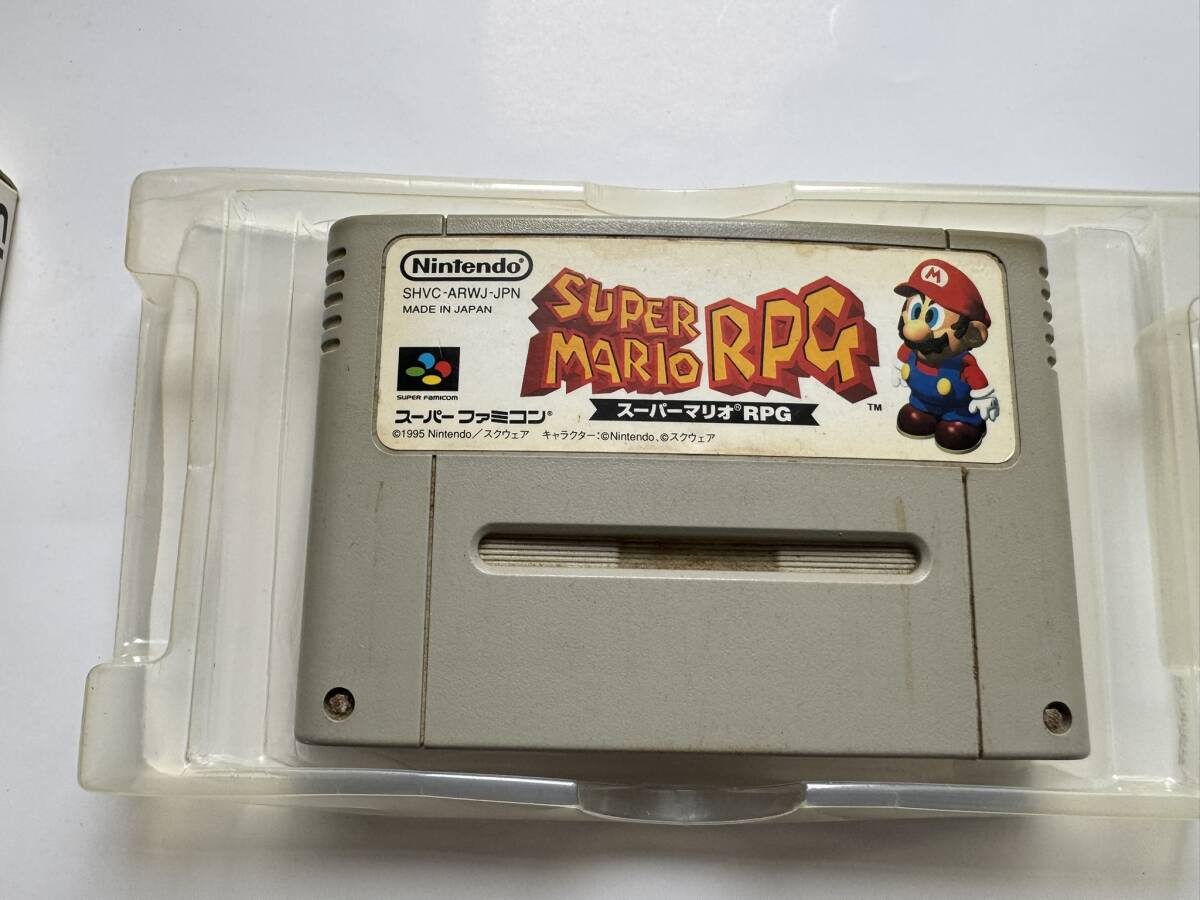 Nintendo®
SHVC-ARWJ-JPN
MADE IN JAPAN
SUPER FAMICOM
スーパーファミコン®
SUPER
MARIO RPG
スーパーマリオ®RPG
TM
M
©1995 Nintendo／スクウェア キャラクター：©Nintendo、©スクウェア